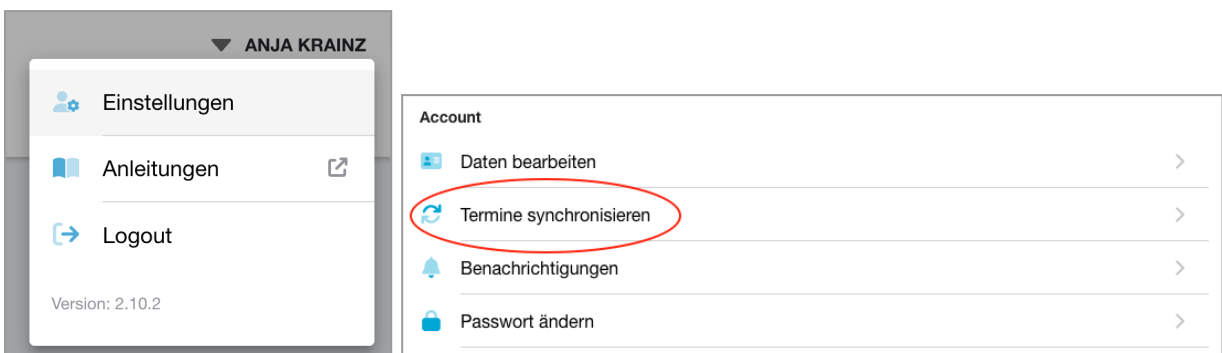 ANJA KRAINZ
Einstellungen
Anleitungen
Logout
Version: 2.10.2
Account
Daten bearbeiten
Termine synchronisieren
Benachrichtigungen
Passwort ändern